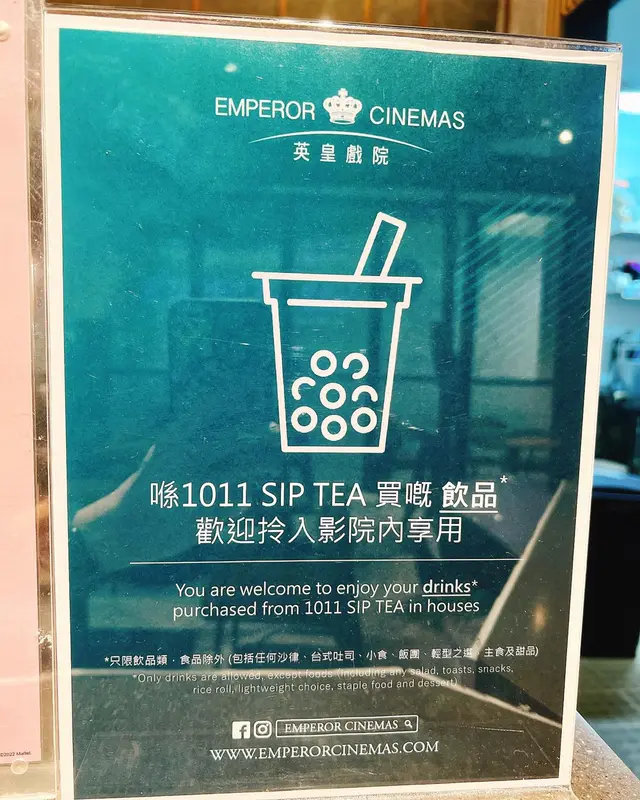 EMPEROR CINEMAS
英皇戲院
喺1011 SIP TEA 買嘅 飲品*
歡迎拎入影院內享用
You are welcome to enjoy your drinks*
purchased from 1011 SIP TEA in houses
*只限飲品類，食品除外 (包括任何沙律、台式吐司、小食、飯團、輕型之選、主食及甜品)
*Only drinks are allowed, except foods (including any salad, toasts, snacks,
rice roll, lightweight choice, staple food and dessert)
EMPEROR CINEMAS
WWW.EMPERORCINEMAS.COM
©2022 Mattel.